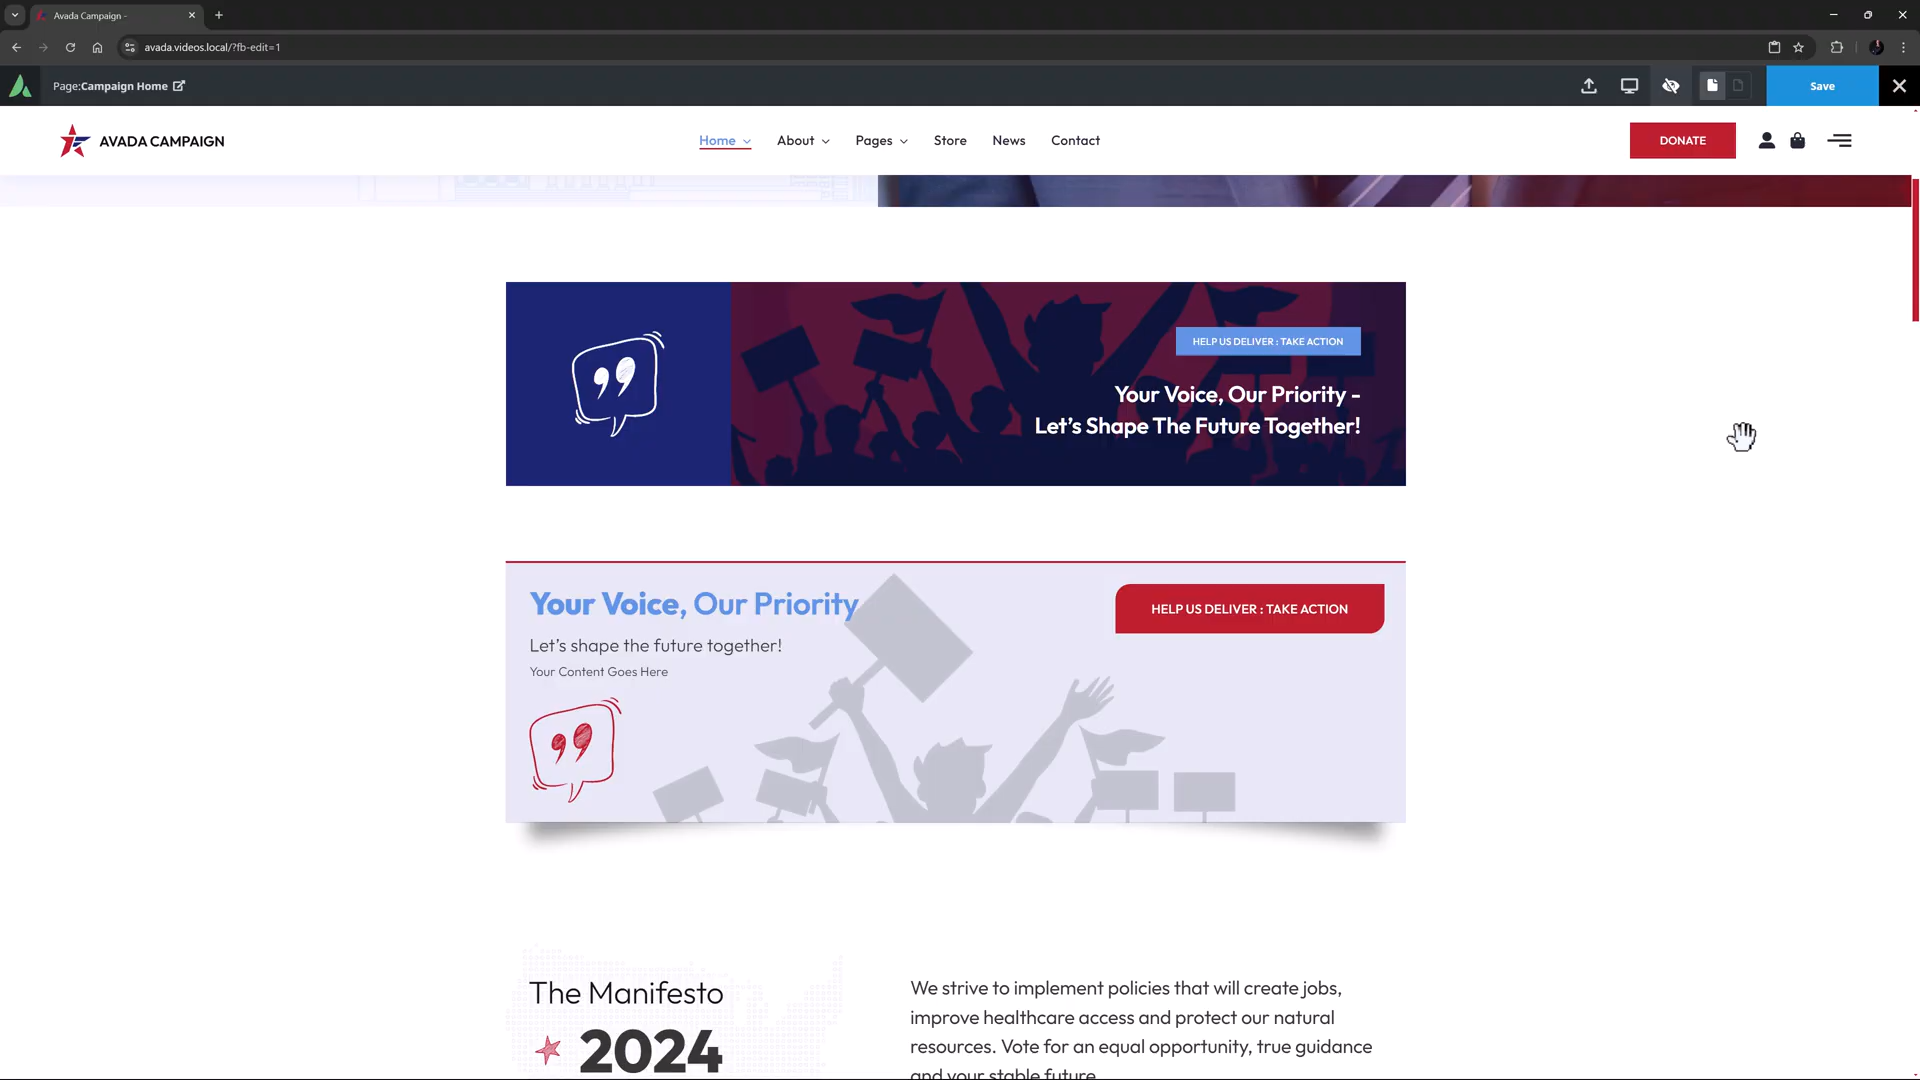 Avada Campaign -
avada.videos.local/?fb-edit=1
Page:Campaign Home
Save
AVADA CAMPAIGN
Home
About
Pages
Store
News
Contact
DONATE
HELP US DELIVER : TAKE ACTION
Your Voice, Our Priority -
Let's Shape The Future Together!
Your Voice, Our Priority
HELP US DELIVER : TAKE ACTION
Let's shape the future together!
Your Content Goes Here
The Manifesto
2024
We strive to implement policies that will create jobs,
improve healthcare access and protect our natural
resources. Vote for an equal opportunity, true guidance
and your stable future